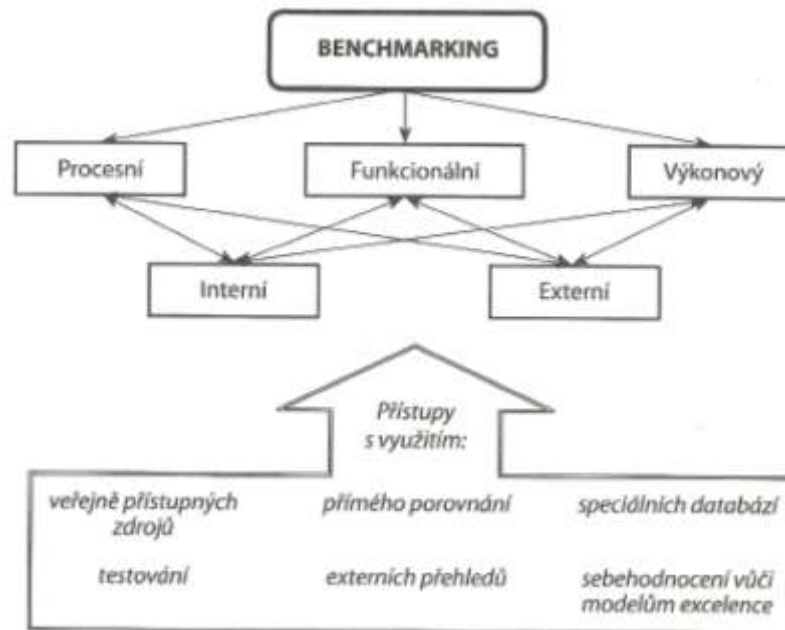 BENCHMARKING
Procesní
Funkcionální
Výkonový
Interní
Externí
Přístupy
s využitím:
veřejně přístupných
zdrojů
přímého porovnání
speciálních databází
testování
externích přehledů
sebehodnocení vůči
modelům excelence